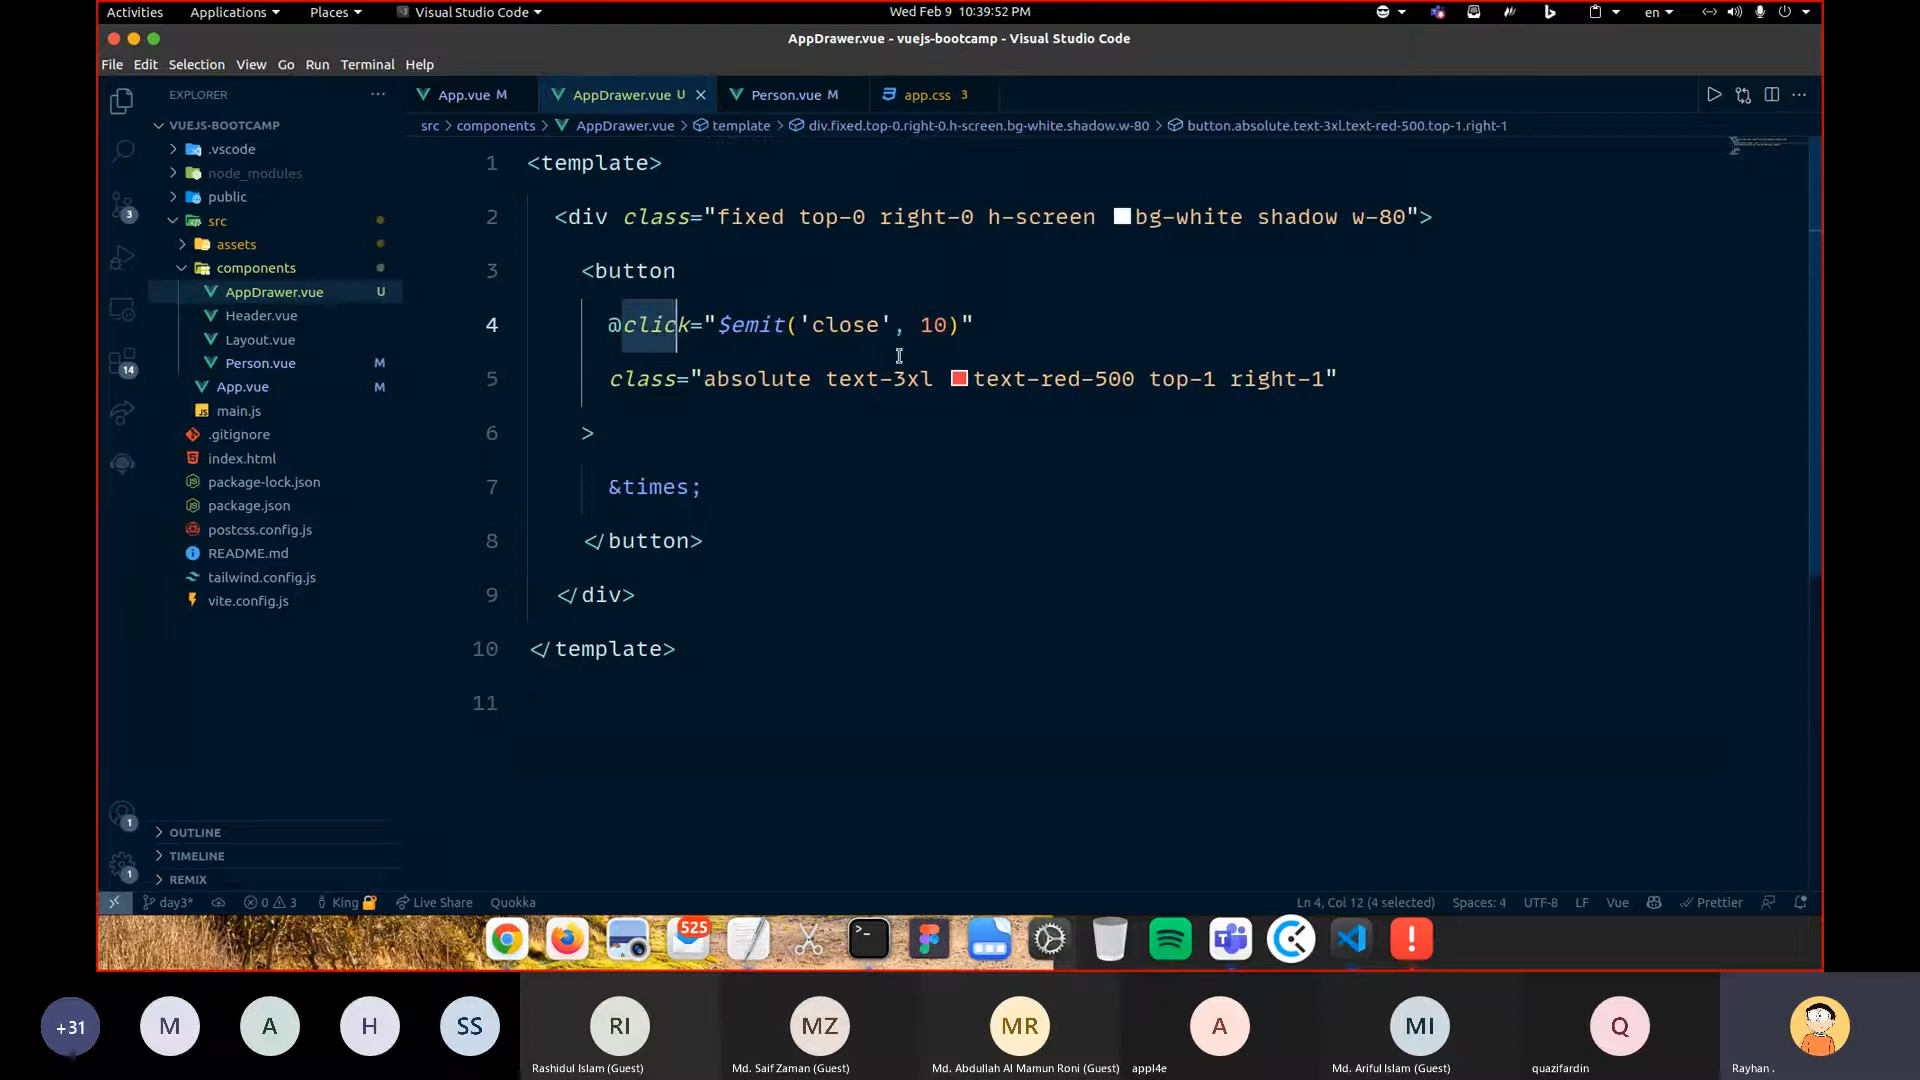 Activities Applications Places Visual Studio Code Wed Feb 9 10:39:52 PM en
AppDrawer.vue - vuejs-bootcamp - Visual Studio Code
File Edit Selection View Go Run Terminal Help
EXPLORER
App.vue M AppDrawer.vue U Person.vue M app.css 3
VUEJS-BOOTCAMP
src > components > AppDrawer.vue > template > div.fixed.top-0.right-0.h-screen.bg-white.shadow.w-80 > button.absolute.text-3xl.text-red-500.top-1.right-1
.vscode
node_modules
public
src
assets
components
AppDrawer.vue U
Header.vue
Layout.vue
Person.vue M
App.vue M
main.js
.gitignore
index.html
package-lock.json
package.json
postcss.config.js
README.md
tailwind.config.js
vite.config.js
OUTLINE
TIMELINE
REMIX
3
14
1
1
1 <template>
2 <div class="fixed top-0 right-0 h-screen bg-white shadow w-80">
3 <button
4 @click="$emit('close', 10)"
5 class="absolute text-3xl text-red-500 top-1 right-1"
6 >
7 &times;
8 </button>
9 </div>
10 </template>
11
day3* 0 3 King Live Share Quokka Ln 4, Col 12 (4 selected) Spaces: 4 UTF-8 LF Vue Prettier
525
+31 M A H SS RI MZ MR A MI Q
Rashidul Islam (Guest) Md. Saif Zaman (Guest) Md. Abdullah Al Mamun Roni (Guest) appl4e Md. Ariful Islam (Guest) quazifardin Rayhan .